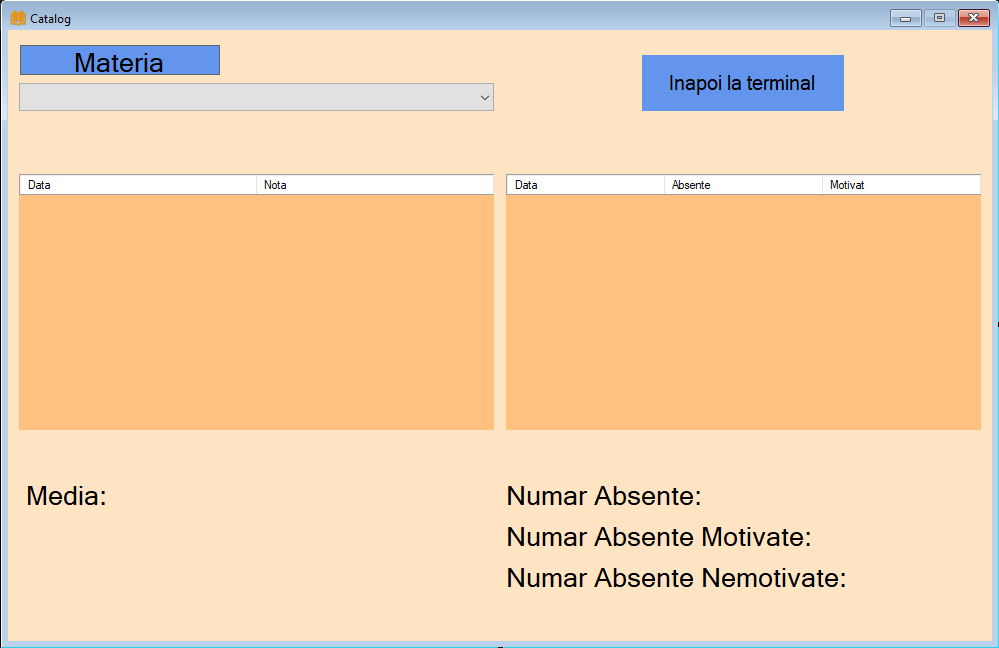 Catalog
Materia
Inapoi la terminal
Data Nota
Data Absente Motivat
Media:
Numar Absente:
Numar Absente Motivate:
Numar Absente Nemotivate: